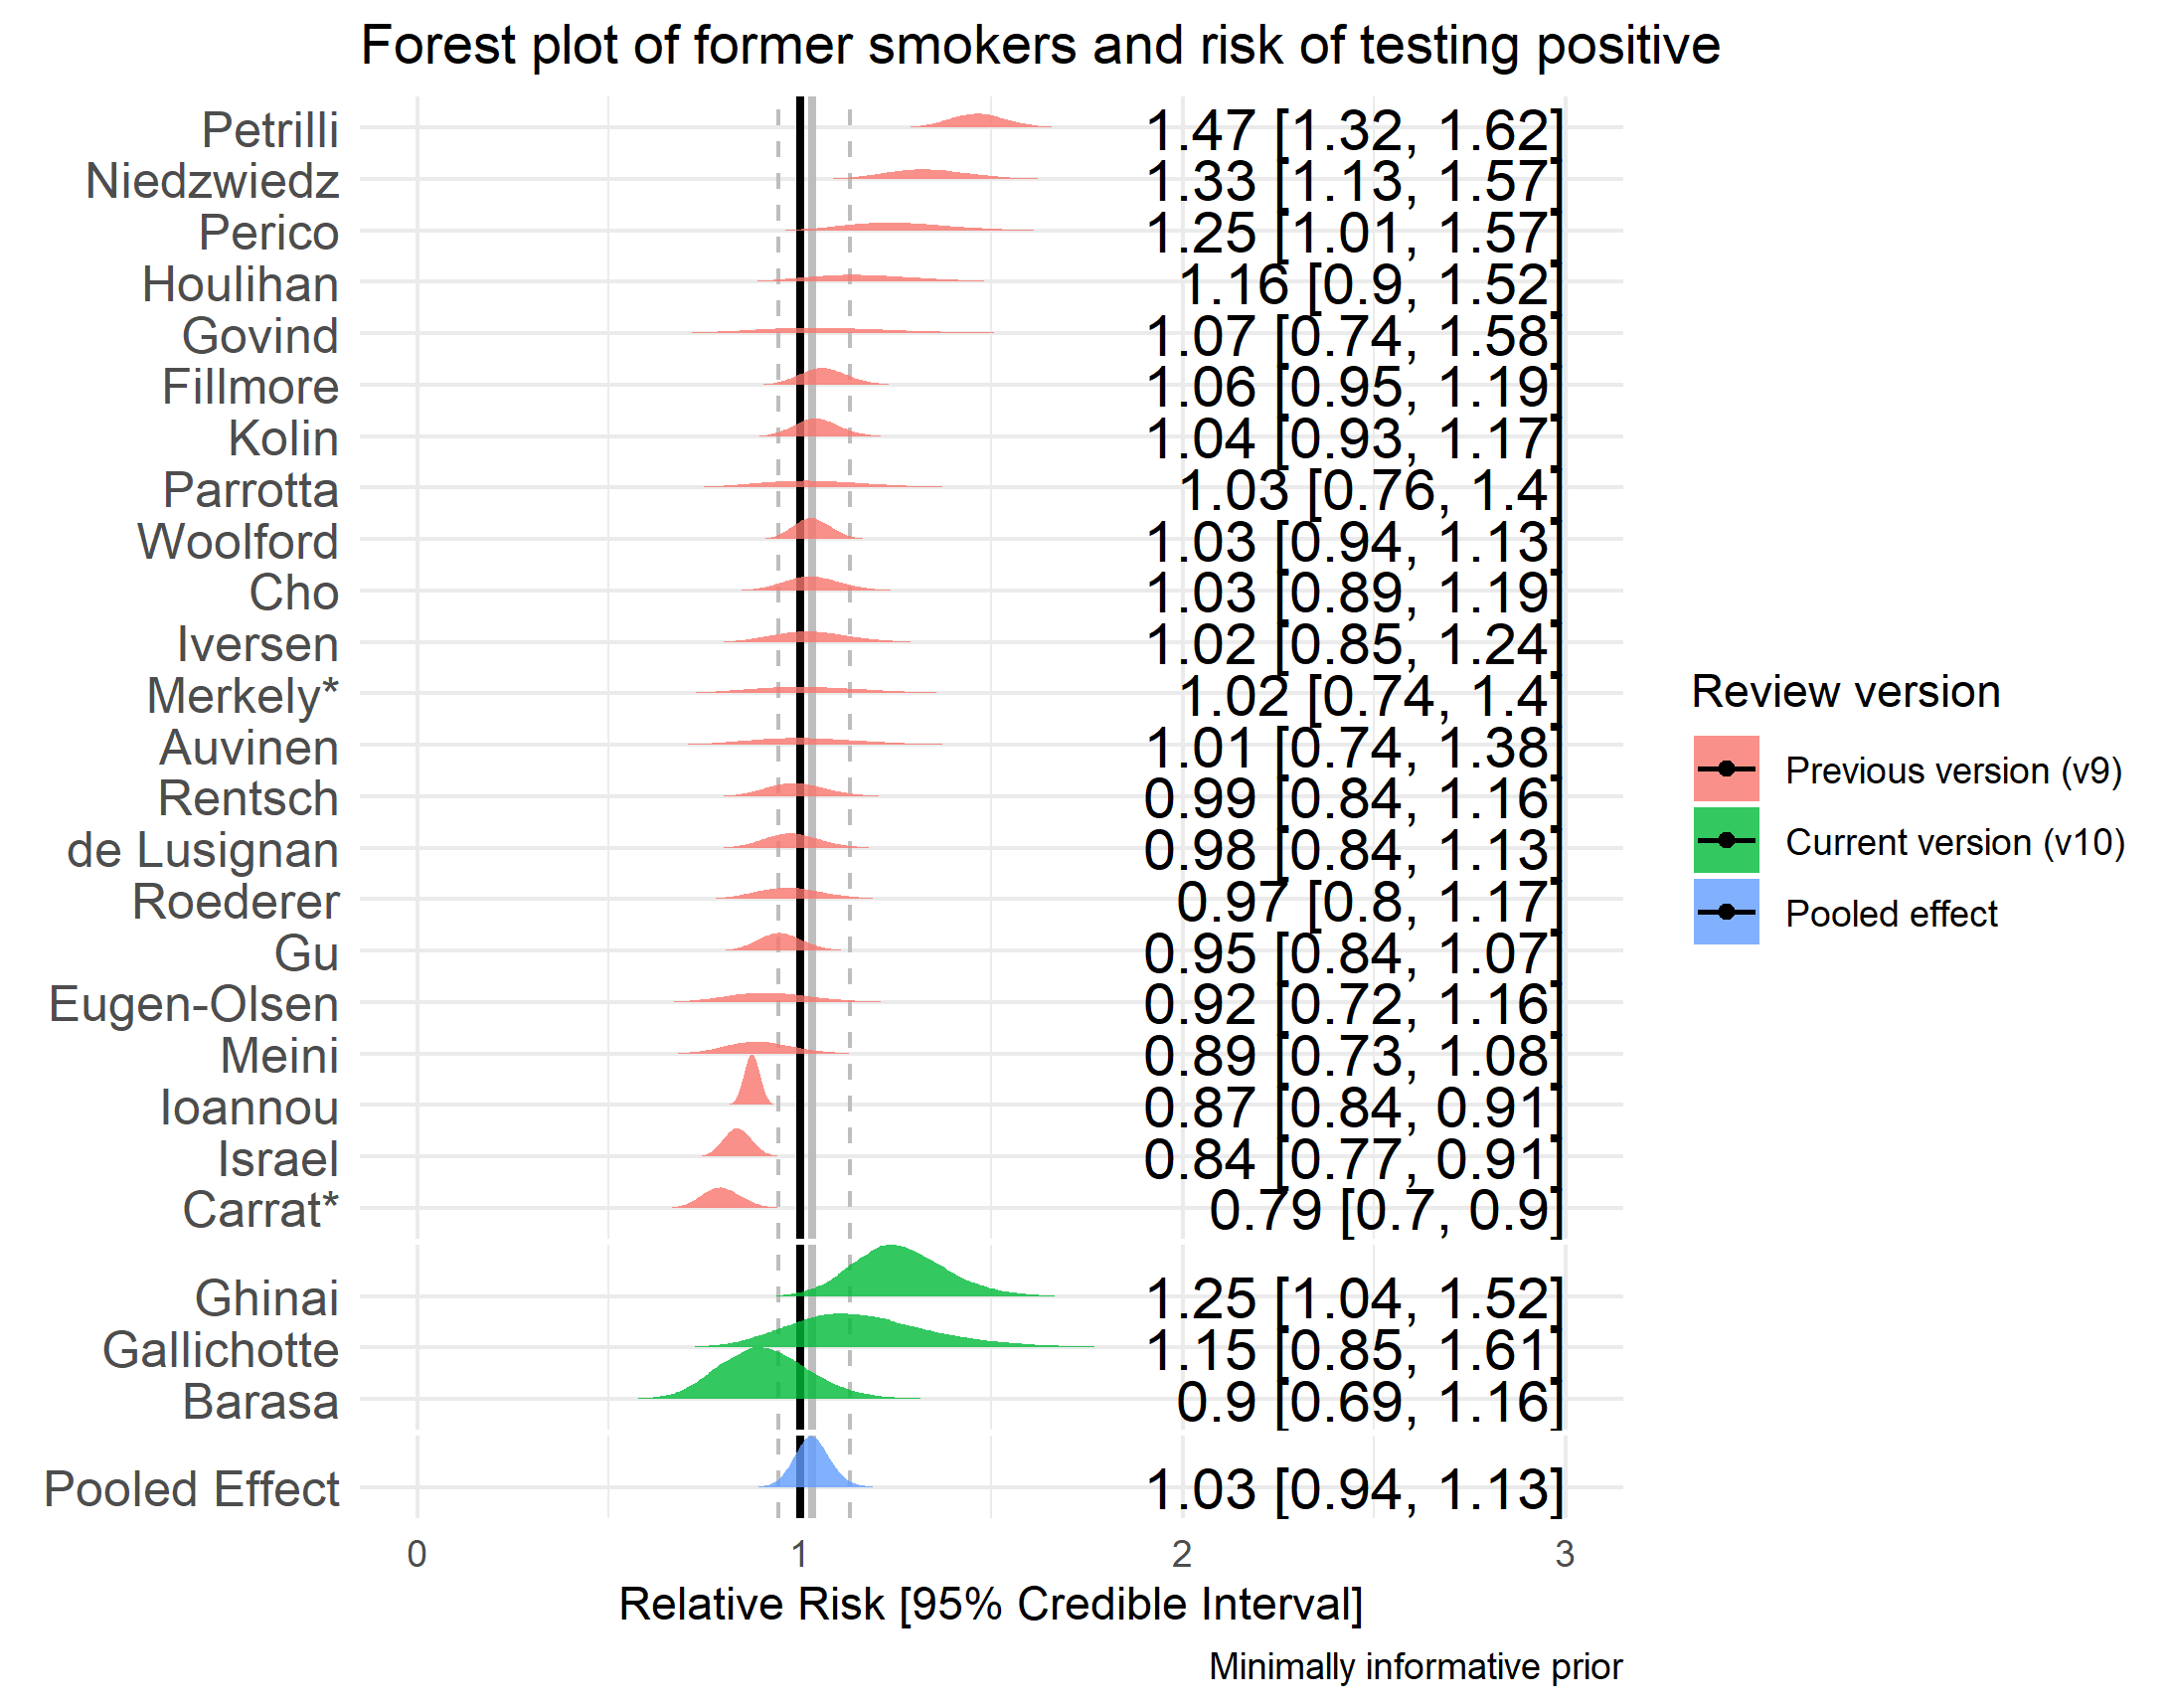 Forest plot of former smokers and risk of testing positive
Petrilli 1.47 [1.32, 1.62]
Niedzwiedz 1.33 [1.13, 1.57]
Perico 1.25 [1.01, 1.57]
Houlihan 1.16 [0.9, 1.52]
Govind 1.07 [0.74, 1.58]
Fillmore 1.06 [0.95, 1.19]
Kolin 1.04 [0.93, 1.17]
Parrotta 1.03 [0.76, 1.4]
Woolford 1.03 [0.94, 1.13]
Cho 1.03 [0.89, 1.19]
Iversen 1.02 [0.85, 1.24]
Merkely* 1.02 [0.74, 1.4]
Auvinen 1.01 [0.74, 1.38]
Rentsch 0.99 [0.84, 1.16]
de Lusignan 0.98 [0.84, 1.13]
Roederer 0.97 [0.8, 1.17]
Gu 0.95 [0.84, 1.07]
Eugen-Olsen 0.92 [0.72, 1.16]
Meini 0.89 [0.73, 1.08]
Ioannou 0.87 [0.84, 0.91]
Israel 0.84 [0.77, 0.91]
Carrat* 0.79 [0.7, 0.9]
Ghinai 1.25 [1.04, 1.52]
Gallichotte 1.15 [0.85, 1.61]
Barasa 0.9 [0.69, 1.16]
Pooled Effect 1.03 [0.94, 1.13]
0 1 2 3
Relative Risk [95% Credible Interval]
Minimally informative prior
Review version
Previous version (v9)
Current version (v10)
Pooled effect